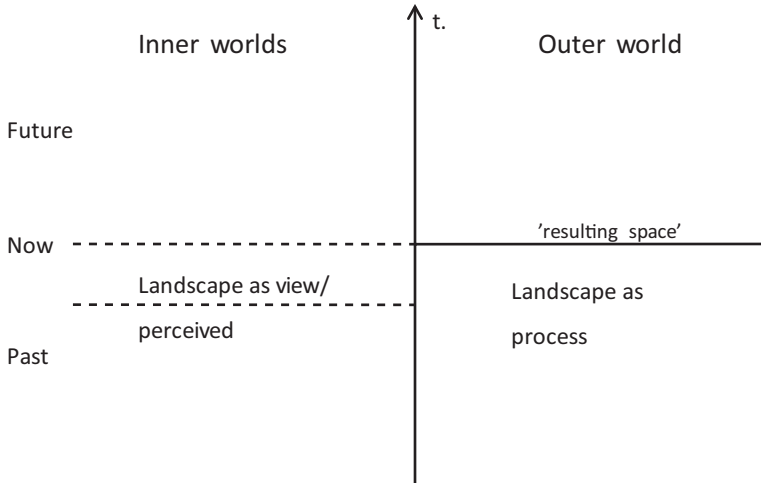 t.
Inner worlds
Outer world
Future
'resulting space'
Now
Landscape as view/
perceived
Landscape as
process
Past